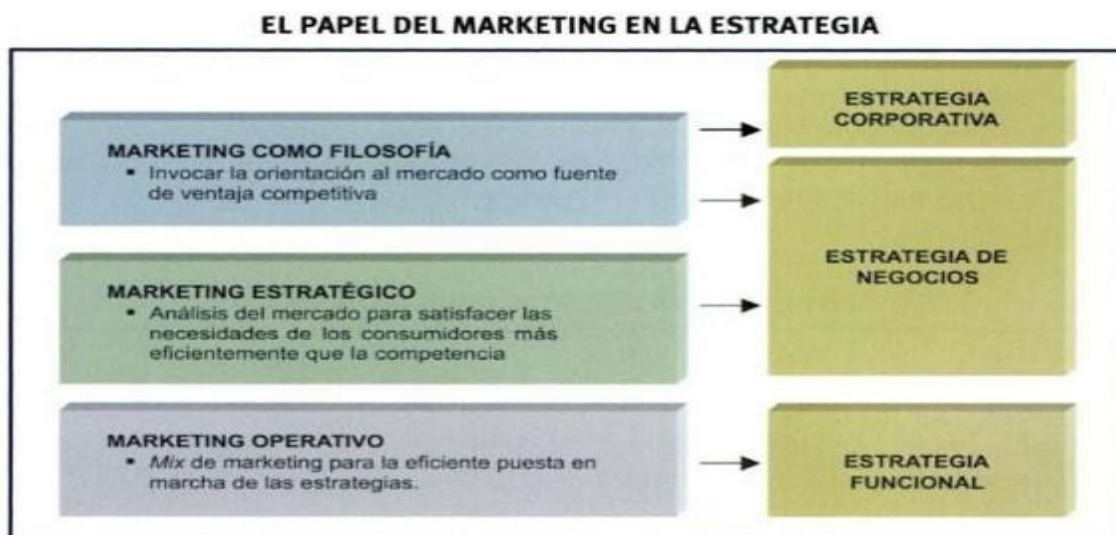 EL PAPEL DEL MARKETING EN LA ESTRATEGIA
MARKETING COMO FILOSOFÍA
▪ Invocar la orientación al mercado como fuente
de ventaja competitiva
MARKETING ESTRATÉGICO
▪ Análisis del mercado para satisfacer las
necesidades de los consumidores más
eficientemente que la competencia
MARKETING OPERATIVO
▪ Mix de marketing para la eficiente puesta en
marcha de las estrategias.
ESTRATEGIA
CORPORATIVA
ESTRATEGIA DE
NEGOCIOS
ESTRATEGIA
FUNCIONAL